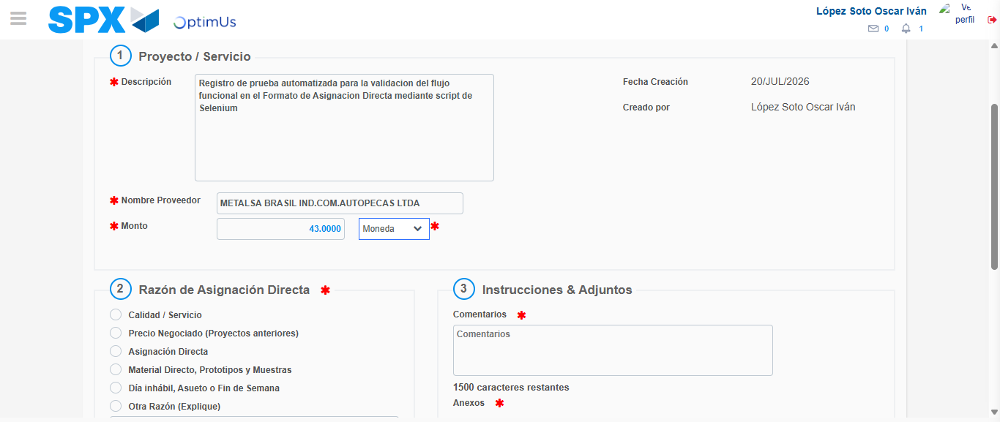 SPX
OptimUs
López Soto Oscar Iván
0
1
Ve
perfil
1
Proyecto / Servicio
✱ Descripción
Registro de prueba automatizada para la validacion del flujo
funcional en el Formato de Asignacion Directa mediante script de
Selenium
Fecha Creación
20/JUL/2026
Creado por
López Soto Oscar Iván
✱ Nombre Proveedor
METALSA BRASIL IND.COM.AUTOPECAS LTDA
✱ Monto
43.0000
Moneda
✱
2
Razón de Asignación Directa ✱
Calidad / Servicio
Precio Negociado (Proyectos anteriores)
Asignación Directa
Material Directo, Prototipos y Muestras
Día inhábil, Asueto o Fin de Semana
Otra Razón (Explique)
3
Instrucciones & Adjuntos
Comentarios ✱
Comentarios
1500 caracteres restantes
Anexos ✱